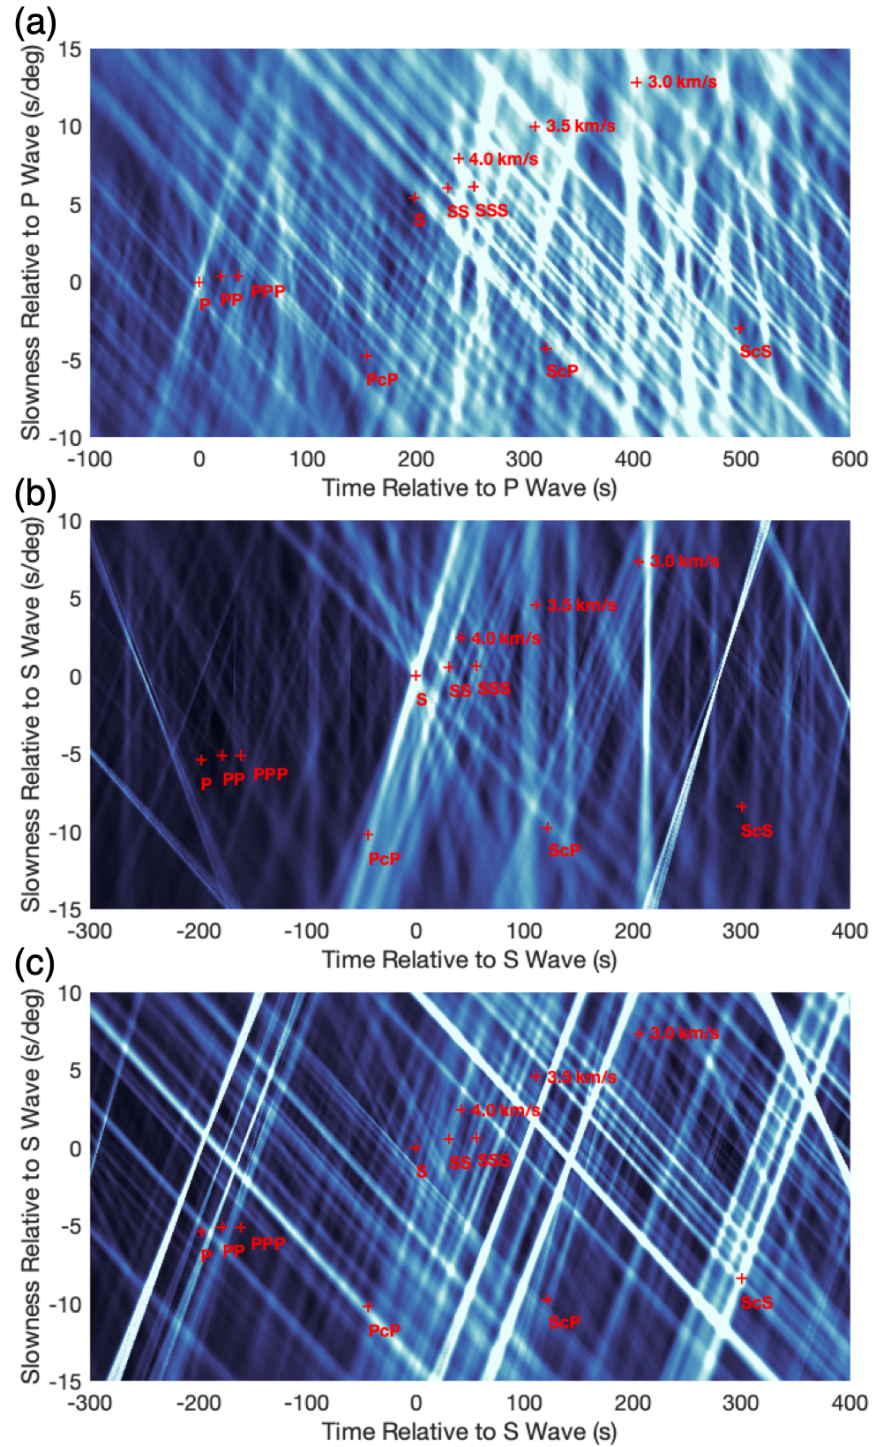 (a)
Slowness Relative to P Wave (s/deg)
15
10
5
0
-5
-10
+ 3.0 km/s
+ 3.5 km/s
+ 4.0 km/s
S
SS
SSS
P
PP
PPP
PcP
ScP
ScS
-100
0
100
200
300
400
500
600
Time Relative to P Wave (s)
(b)
Slowness Relative to S Wave (s/deg)
10
5
0
-5
-10
-15
+ 3.0 km/s
+ 3.5 km/s
+ 4.0 km/s
S
SS
SSS
P
PP
PPP
PcP
ScP
ScS
-300
-200
-100
0
100
200
300
400
Time Relative to S Wave (s)
(c)
Slowness Relative to S Wave (s/deg)
10
5
0
-5
-10
-15
+ 3.0 km/s
+ 3.5 km/s
+ 4.0 km/s
S
SS
SSS
P
PP
PPP
PcP
ScP
ScS
-300
-200
-100
0
100
200
300
400
Time Relative to S Wave (s)